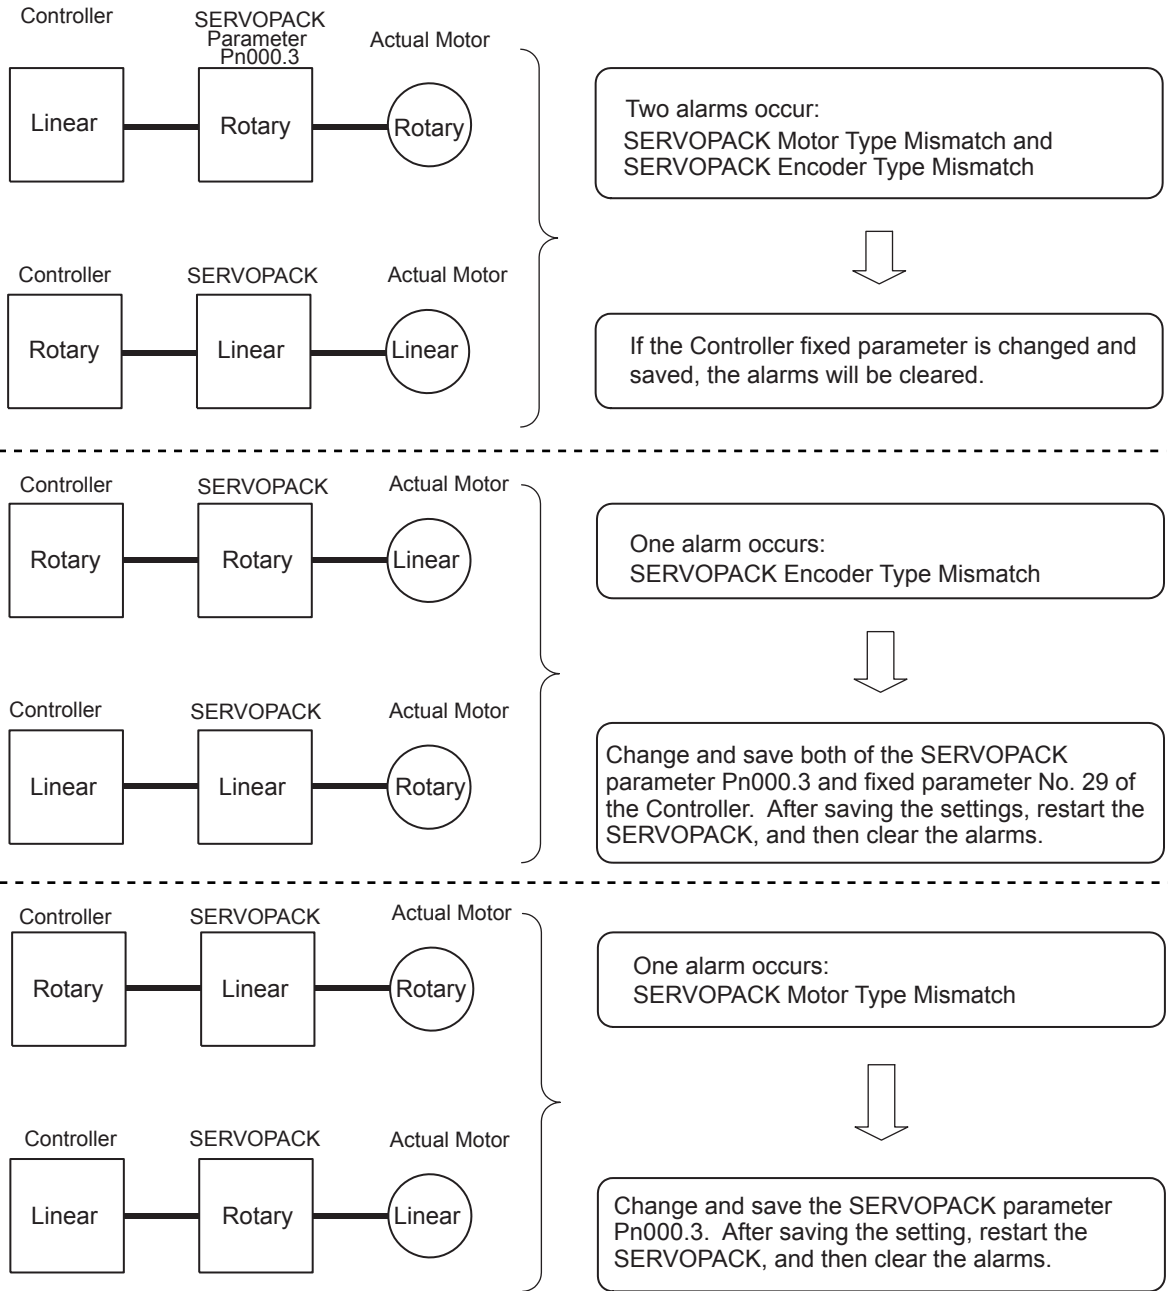 Controller
SERVOPACK
Parameter
Pn000.3
Actual Motor
Linear
Rotary
Rotary
Two alarms occur:
SERVOPACK Motor Type Mismatch and
SERVOPACK Encoder Type Mismatch
Controller
SERVOPACK
Actual Motor
Rotary
Linear
Linear
If the Controller fixed parameter is changed and
saved, the alarms will be cleared.
Controller
SERVOPACK
Actual Motor
Rotary
Rotary
Linear
One alarm occurs:
SERVOPACK Encoder Type Mismatch
Controller
SERVOPACK
Actual Motor
Linear
Linear
Rotary
Change and save both of the SERVOPACK
parameter Pn000.3 and fixed parameter No. 29 of
the Controller. After saving the settings, restart the
SERVOPACK, and then clear the alarms.
Controller
SERVOPACK
Actual Motor
Rotary
Linear
Rotary
One alarm occurs:
SERVOPACK Motor Type Mismatch
Controller
SERVOPACK
Actual Motor
Linear
Rotary
Linear
Change and save the SERVOPACK parameter
Pn000.3. After saving the setting, restart the
SERVOPACK, and then clear the alarms.